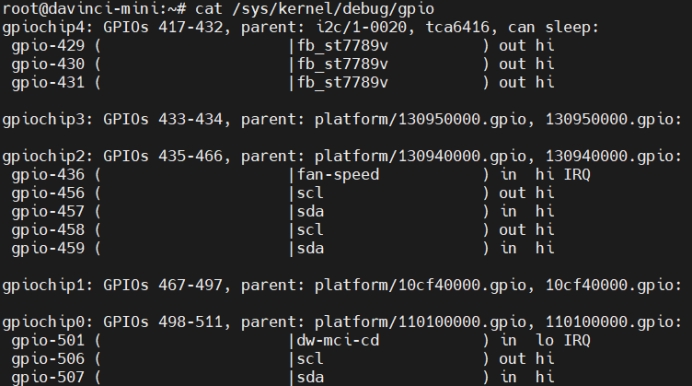 root@davinci-mini:~# cat /sys/kernel/debug/gpio
gpiochip4: GPIOs 417-432, parent: i2c/1-0020, tca6416, can sleep:
 gpio-429 (                    |fb_st7789v          ) out hi
 gpio-430 (                    |fb_st7789v          ) out hi
 gpio-431 (                    |fb_st7789v          ) out hi

gpiochip3: GPIOs 433-434, parent: platform/130950000.gpio, 130950000.gpio:

gpiochip2: GPIOs 435-466, parent: platform/130940000.gpio, 130940000.gpio:
 gpio-436 (                    |fan-speed           ) in  hi IRQ
 gpio-456 (                    |scl                 ) out hi
 gpio-457 (                    |sda                 ) in  hi
 gpio-458 (                    |scl                 ) out hi
 gpio-459 (                    |sda                 ) in  hi

gpiochip1: GPIOs 467-497, parent: platform/10cf40000.gpio, 10cf40000.gpio:

gpiochip0: GPIOs 498-511, parent: platform/110100000.gpio, 110100000.gpio:
 gpio-501 (                    |dw-mci-cd           ) in  lo IRQ
 gpio-506 (                    |scl                 ) out hi
 gpio-507 (                    |sda                 ) in  hi